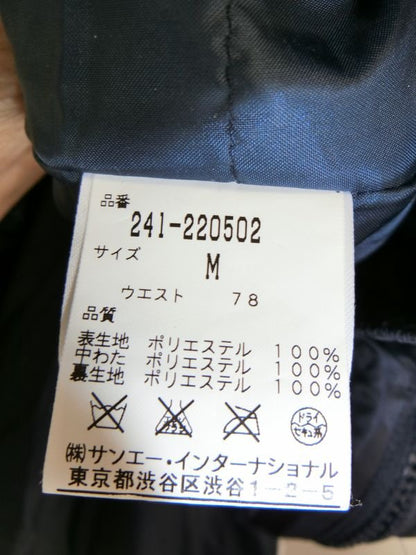 品番
241-220502
サイズ
M
ウエスト 78
品質
表生地 ポリエステル 100%
中わた ポリエステル 100%
裏生地 ポリエステル 100%
ドライ
セキユ系
(株)サンエー・インターナショナル
東京都渋谷区渋谷1-2-5